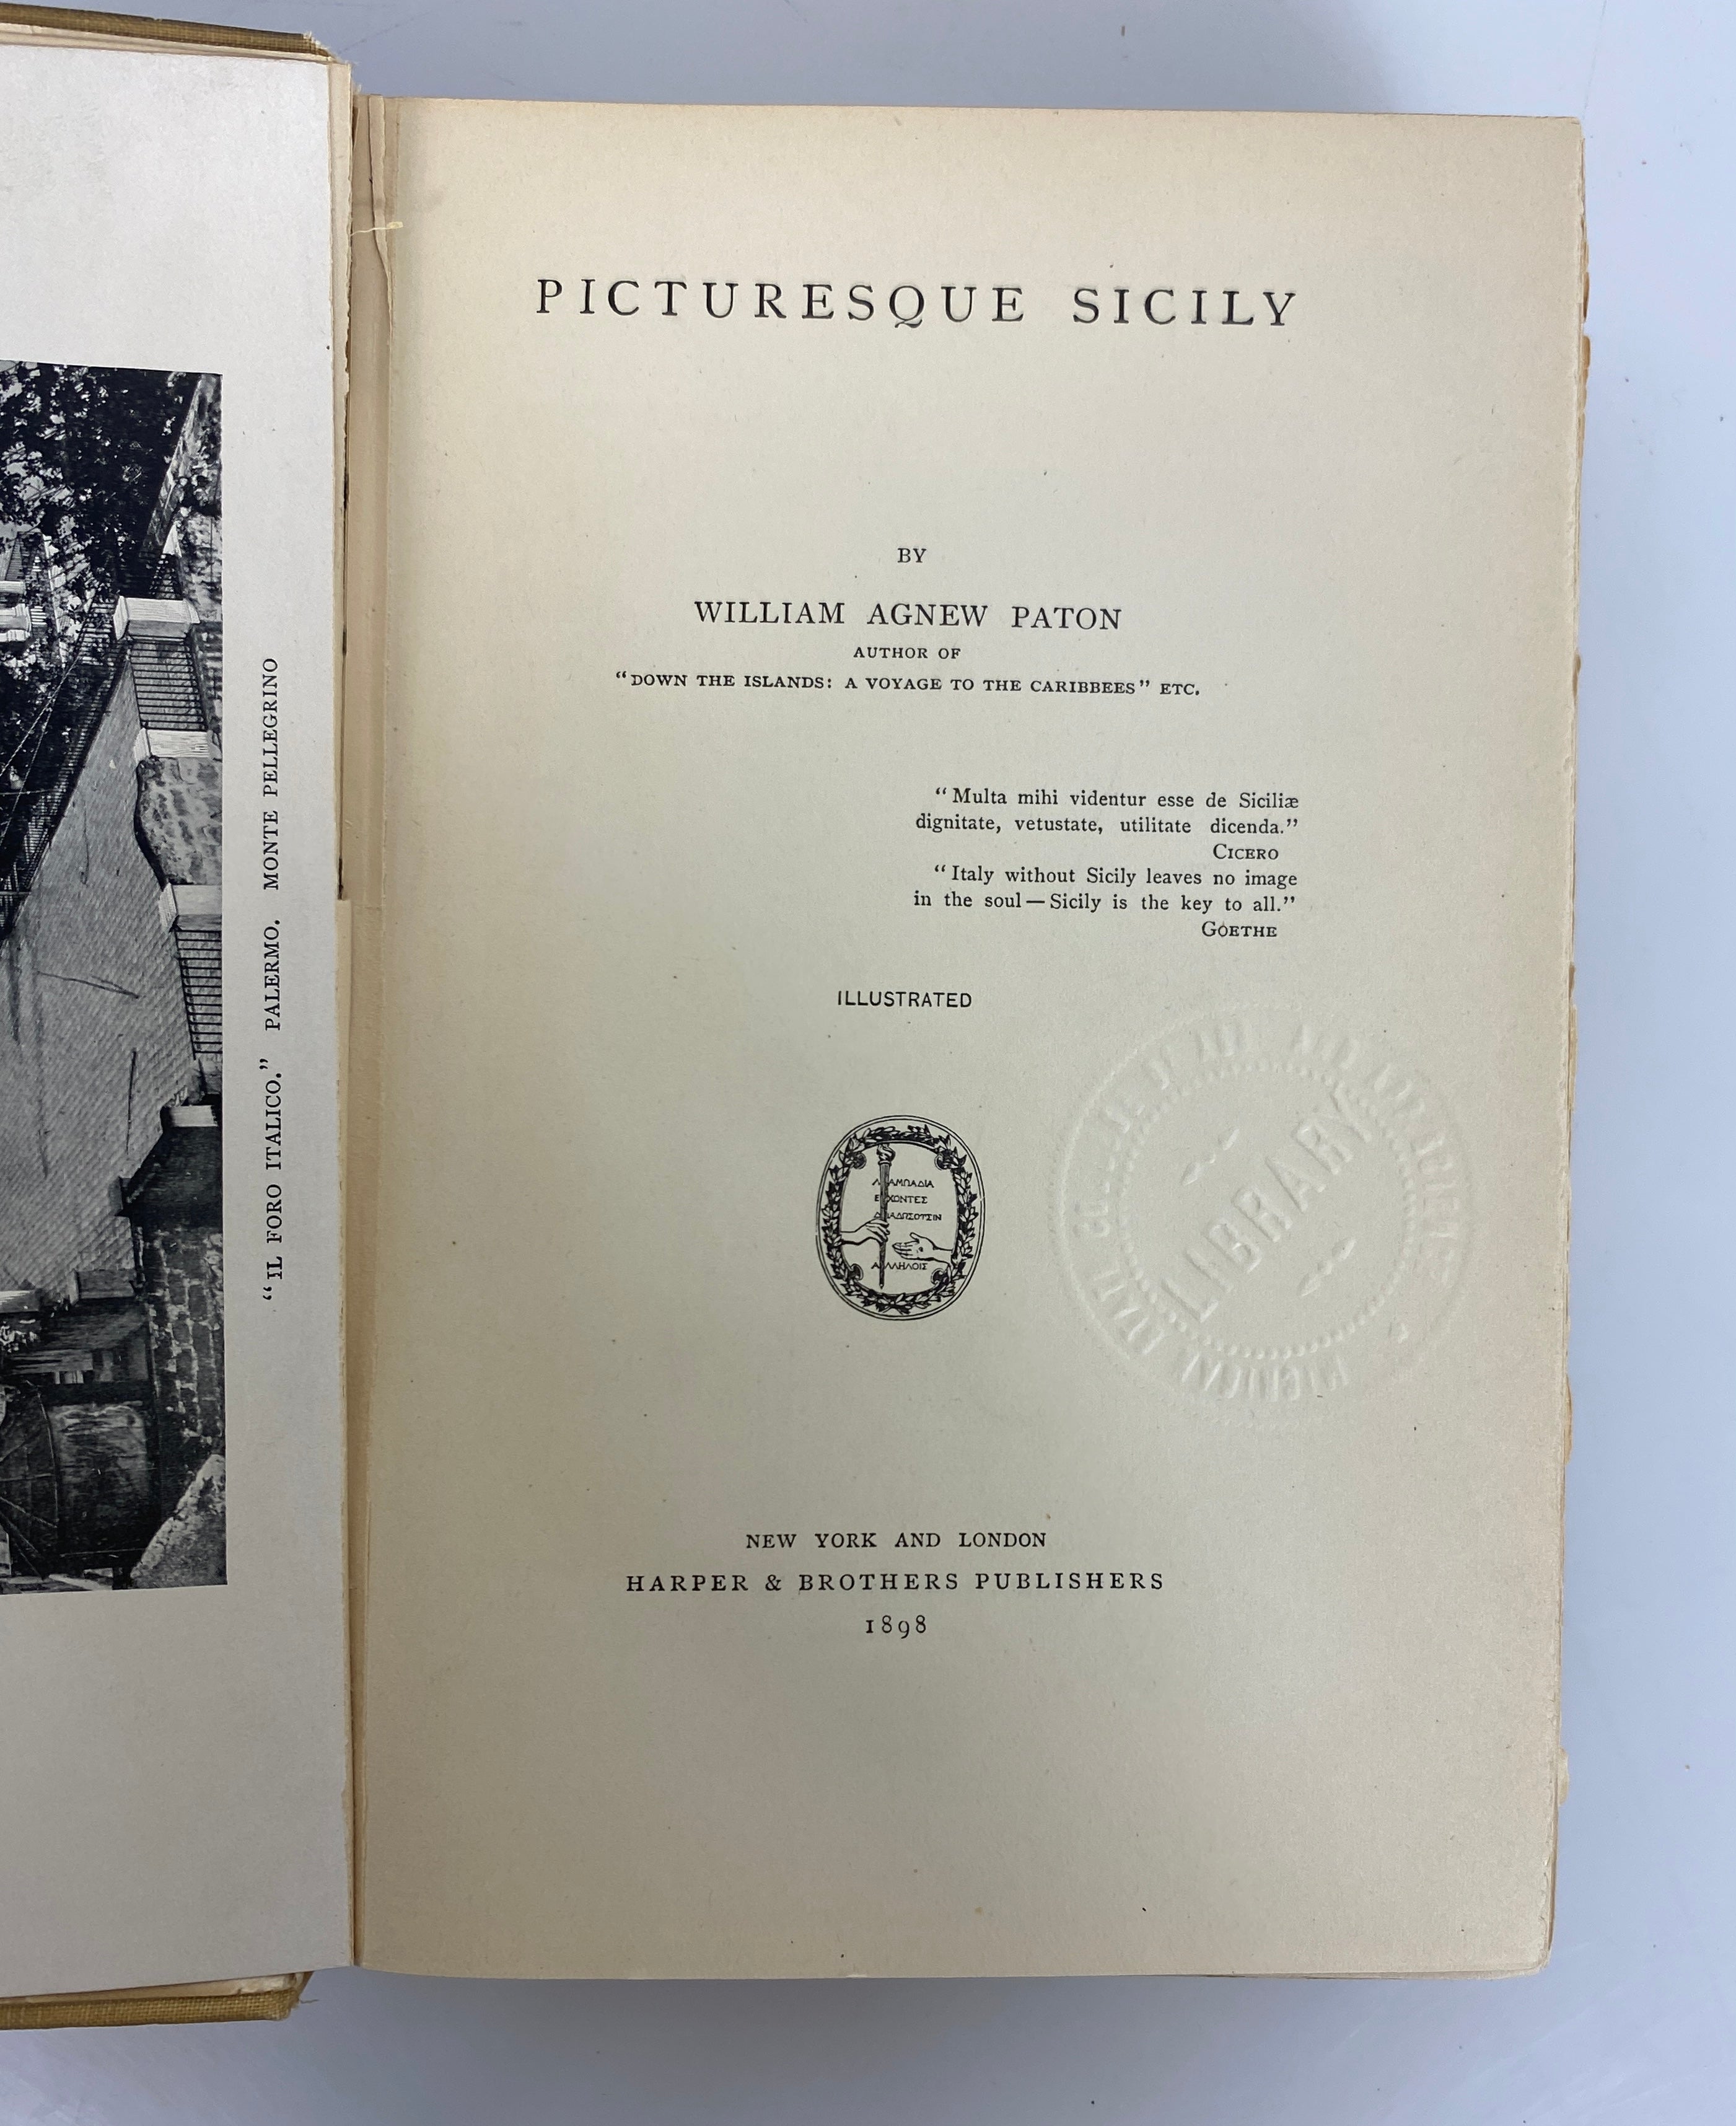 "IL FORO ITALICO." PALERMO. MONTE PELLEGRINO
PICTURESQUE SICILY
BY
WILLIAM AGNEW PATON
AUTHOR OF
"DOWN THE ISLANDS: A VOYAGE TO THE CARIBBEES" ETC.
"Multa mihi videntur esse de Siciliæ
dignitate, vetustate, utilitate dicenda."
CICERO
"Italy without Sicily leaves no image
in the soul — Sicily is the key to all."
GOETHE
ILLUSTRATED
ΛΑΜΠΑΔΙΑ
ΕΧΟΝΤΕΣ
ΔΙΑΔΩΣΟΥΣΙΝ
ΑΛΛΗΛΟΙΣ
LIBRARY
NEW YORK AND LONDON
HARPER & BROTHERS PUBLISHERS
1898